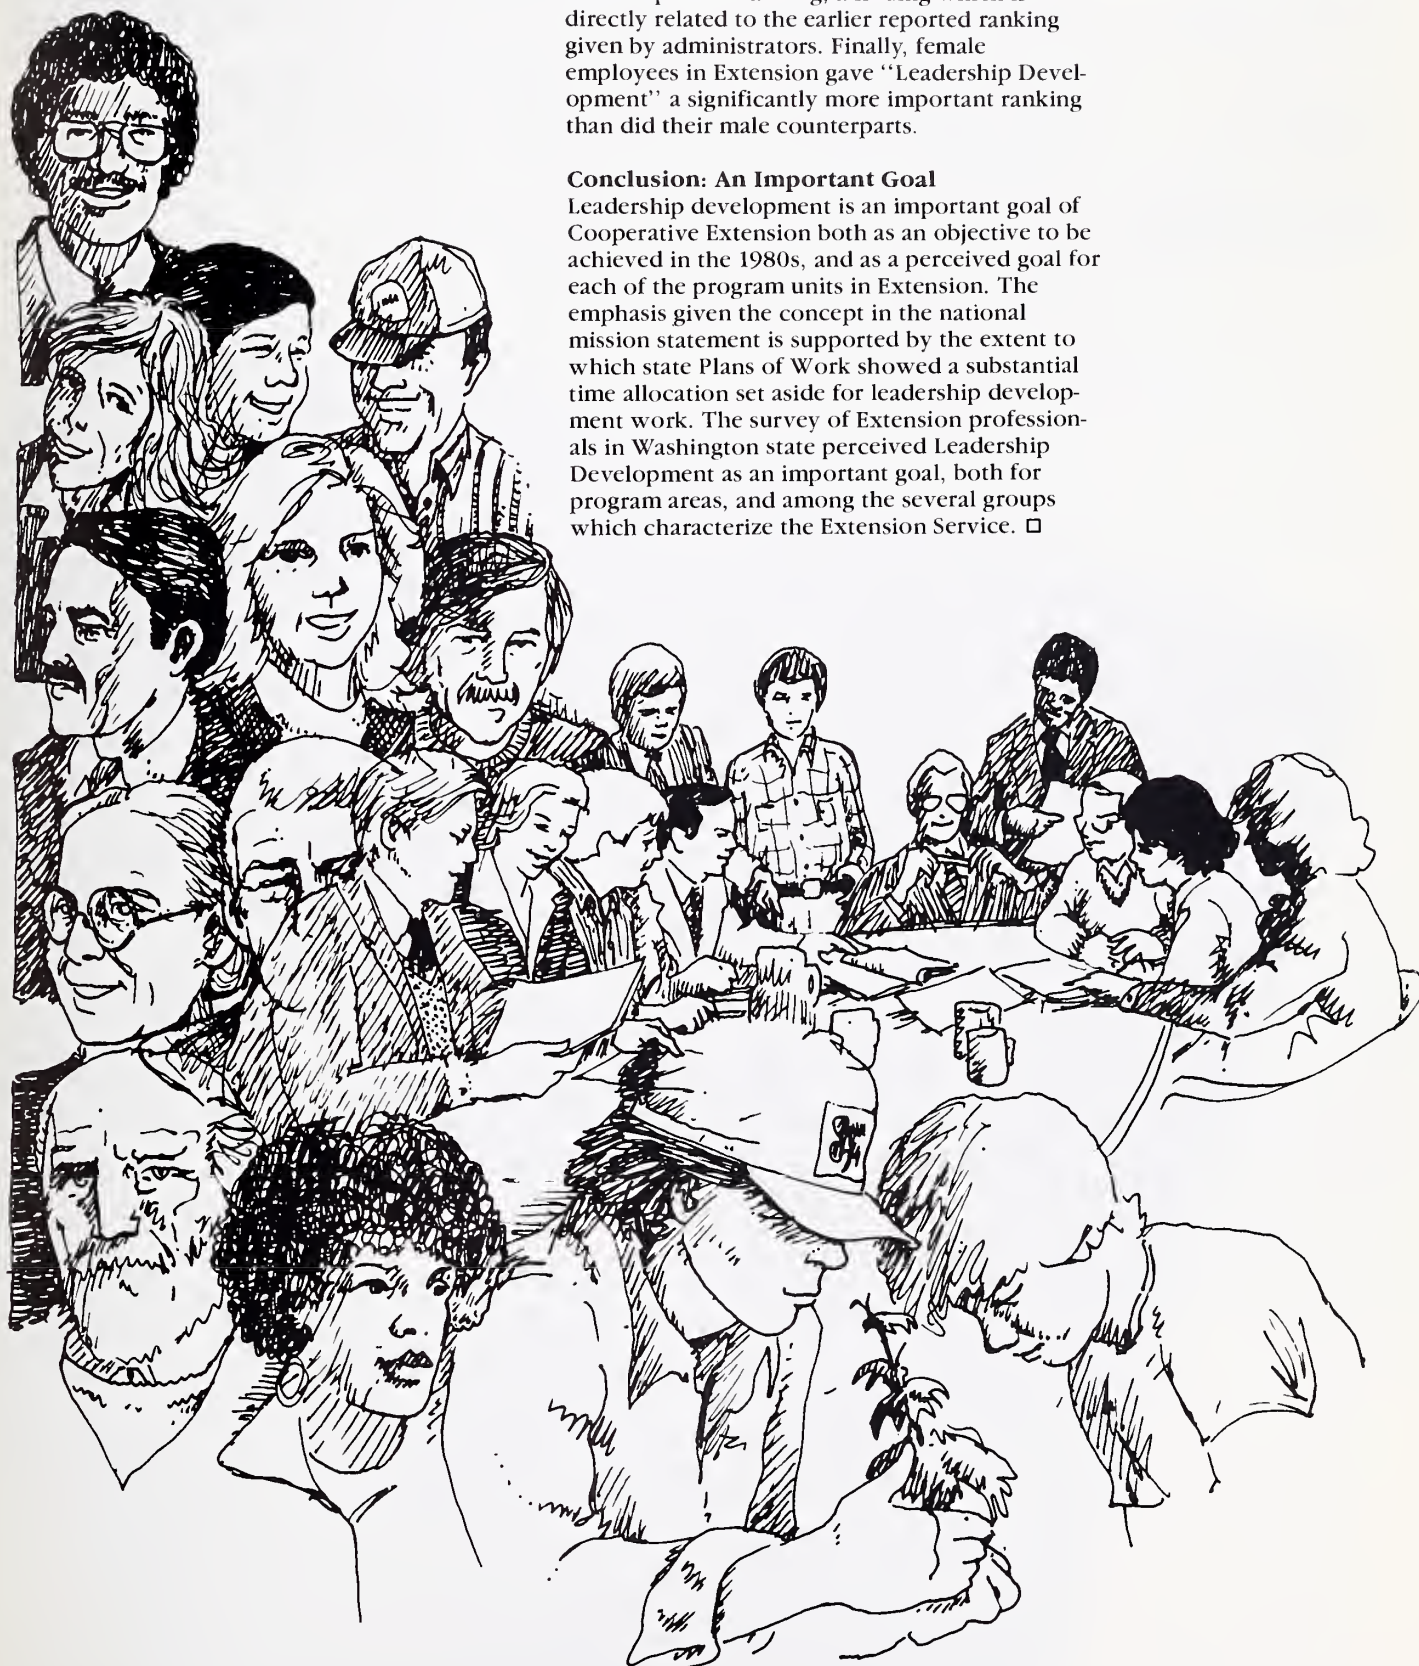 directly related to the earlier reported ranking
given by administrators. Finally, female
employees in Extension gave “Leadership Devel-
opment” a significantly more important ranking
than did their male counterparts.
Conclusion: An Important Goal
Leadership development is an important goal of
Cooperative Extension both as an objective to be
achieved in the 1980s, and as a perceived goal for
each of the program units in Extension. The
emphasis given the concept in the national
mission statement is supported by the extent to
which state Plans of Work showed a substantial
time allocation set aside for leadership develop-
ment work. The survey of Extension profession-
als in Washington state perceived Leadership
Development as an important goal, both for
program areas, and among the several groups
which characterize the Extension Service. □